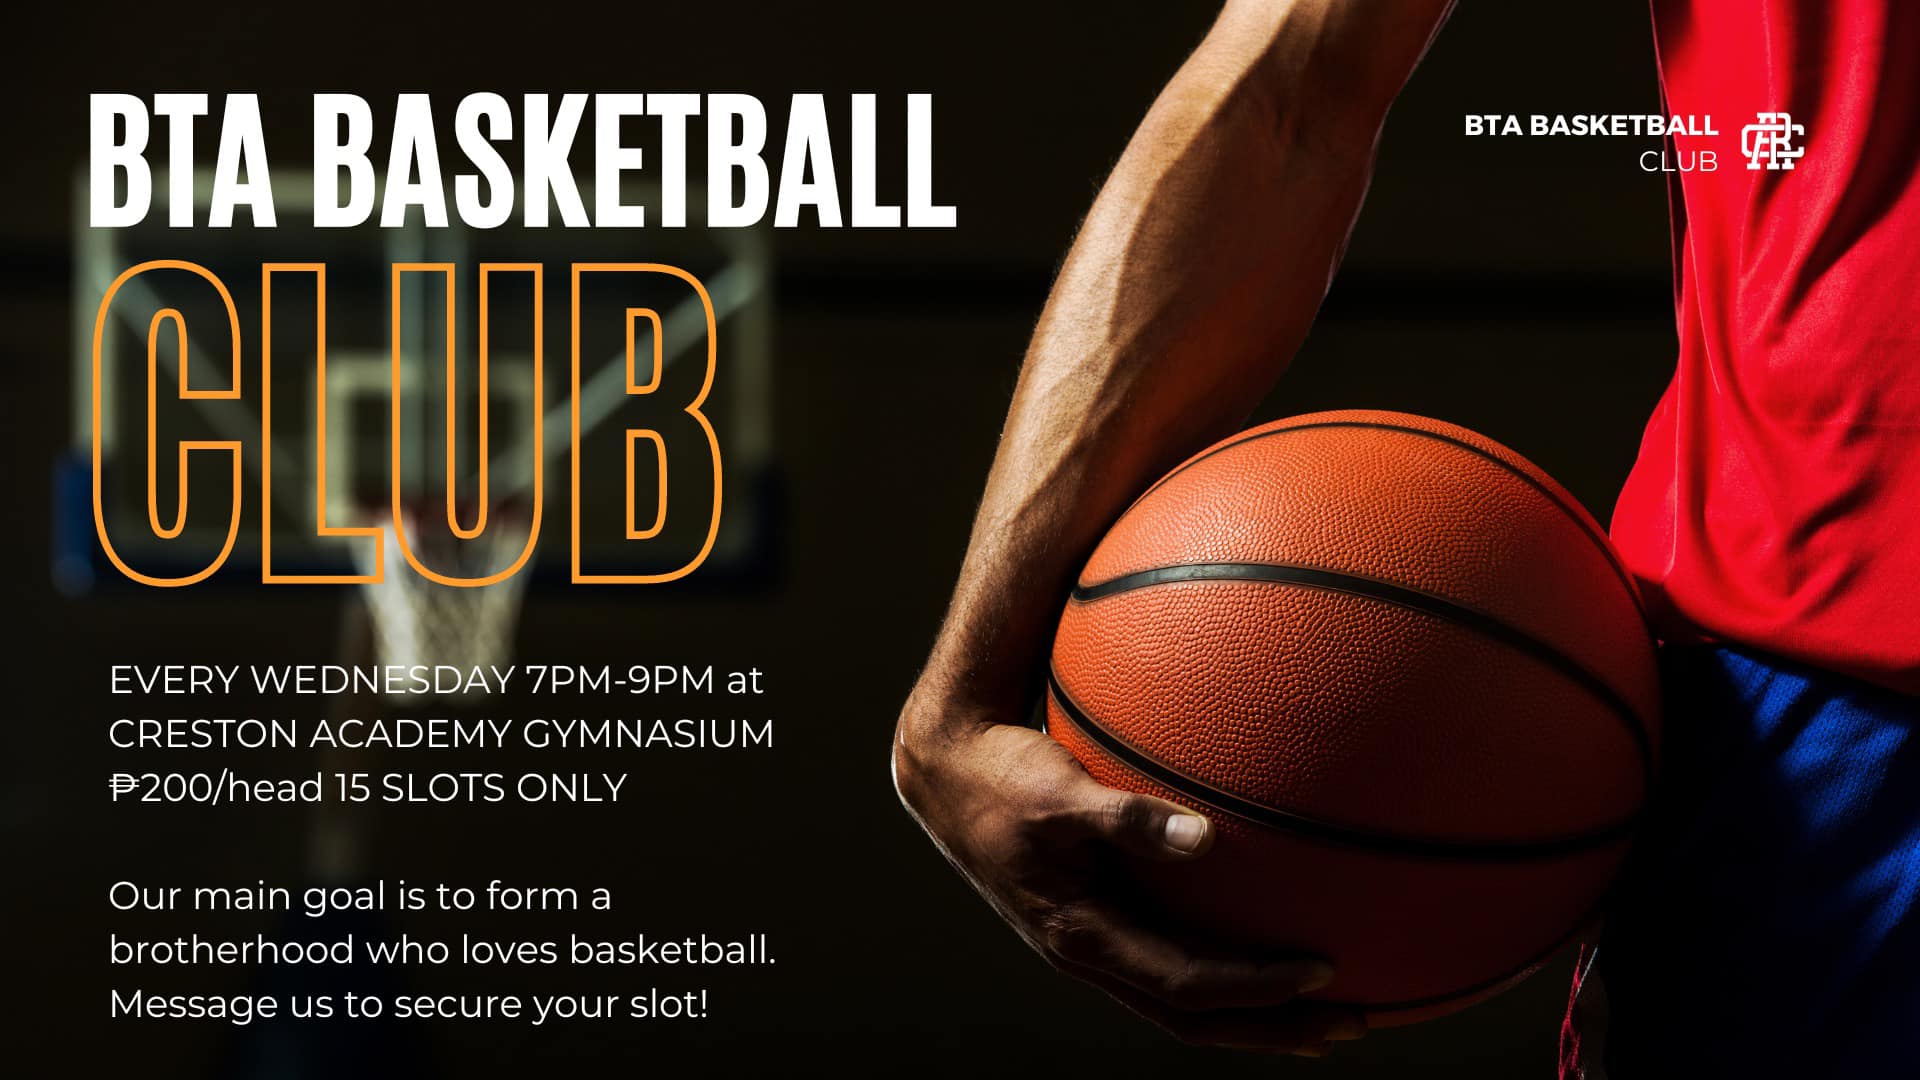 BTA BASKETBALL
CLUB
BTA BASKETBALL
CLUB
EVERY WEDNESDAY 7PM-9PM at
CRESTON ACADEMY GYMNASIUM
₱200/head 15 SLOTS ONLY
Our main goal is to form a
brotherhood who loves basketball.
Message us to secure your slot!